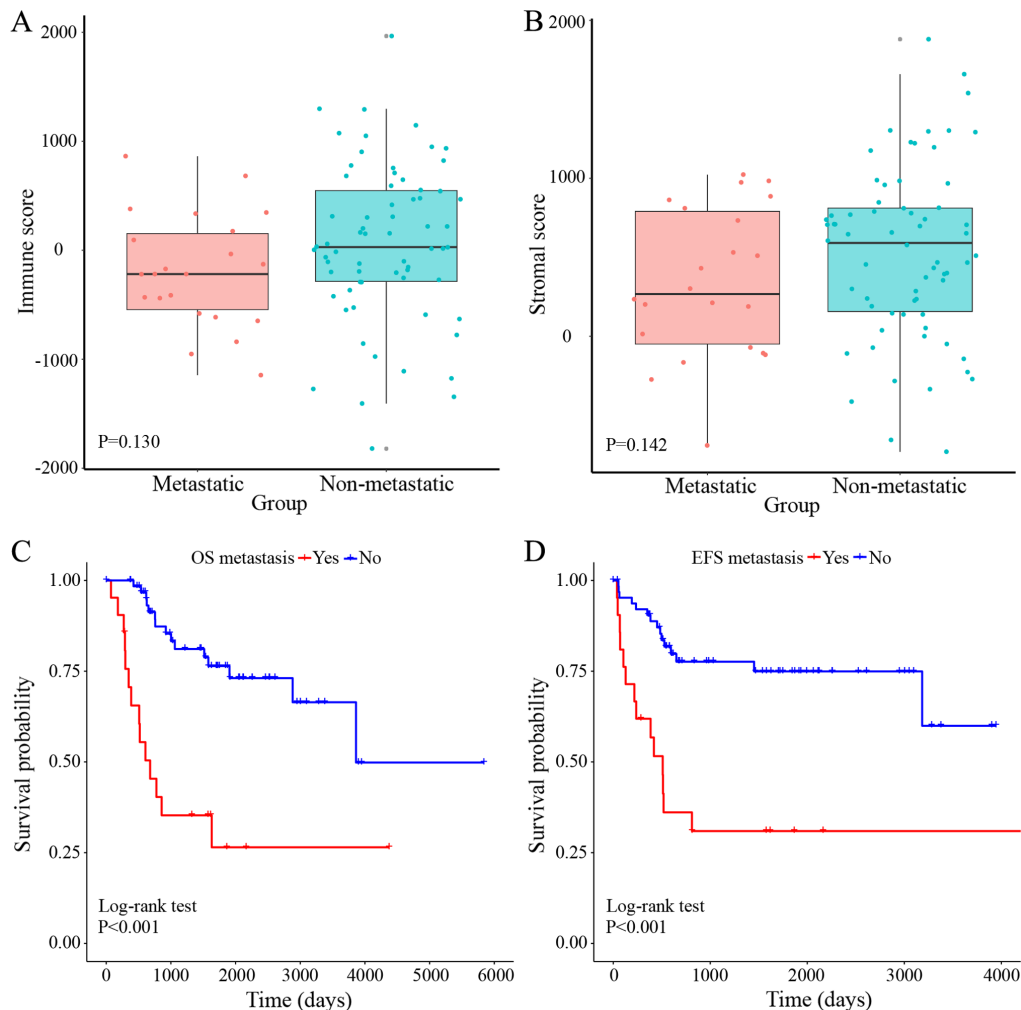 A
Immune score
2000
1000
0
-1000
-2000
P=0.130
Metastatic
Non-metastatic
Group
B
Stromal score
2000
1000
0
P=0.142
Metastatic
Non-metastatic
Group
C
OS metastasis Yes No
Survival probability
1.00
0.75
0.50
0.25
0.00
Log-rank test
P<0.001
0 1000 2000 3000 4000 5000 6000
Time (days)
D
EFS metastasis Yes No
Survival probability
1.00
0.75
0.50
0.25
0.00
Log-rank test
P<0.001
0 1000 2000 3000 4000
Time (days)